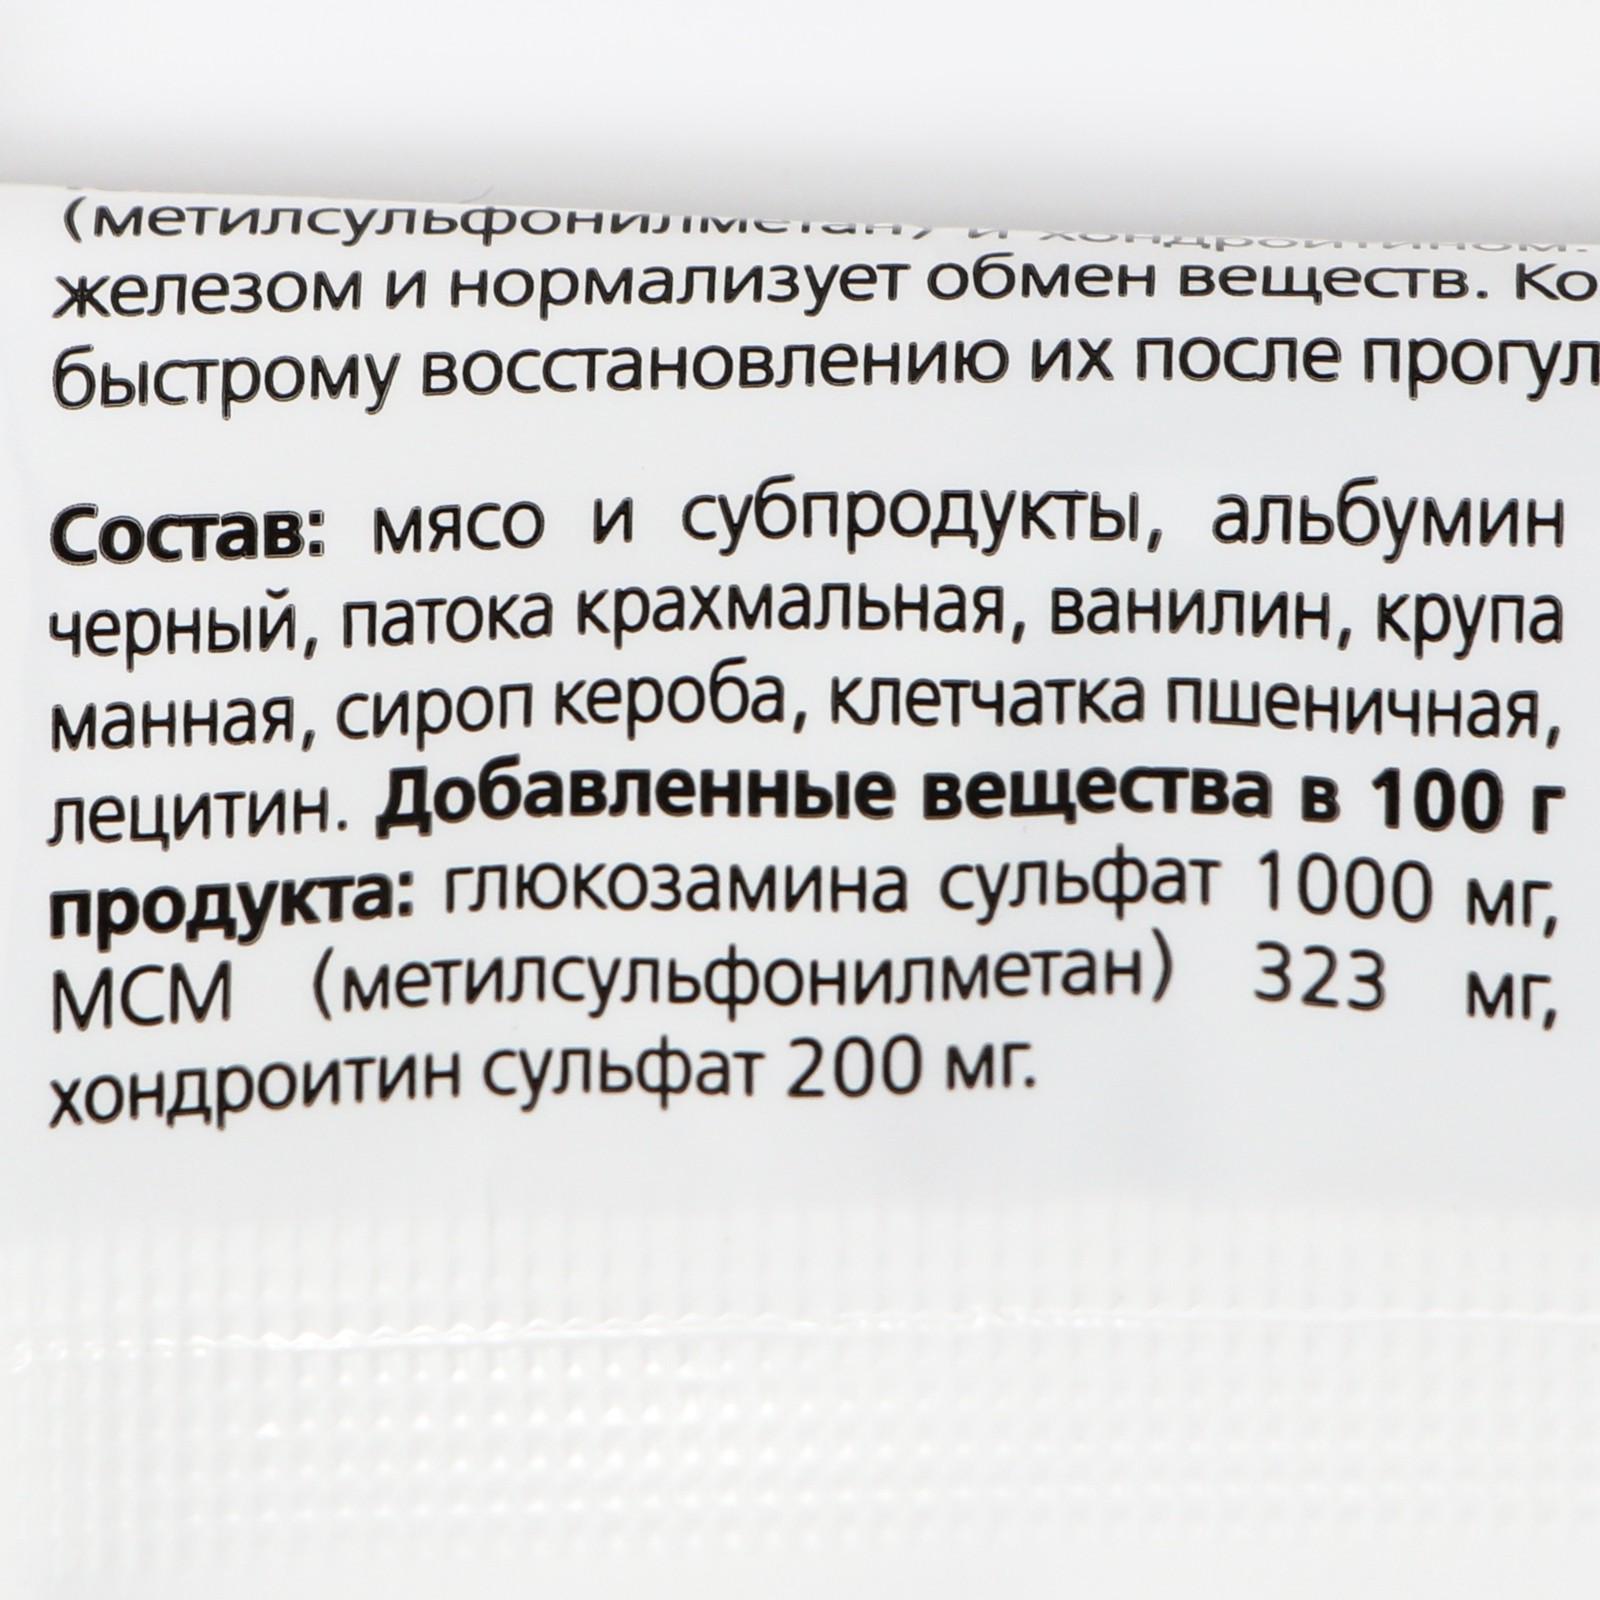 (метилсульфонилметан) и хондроитином.
железом и нормализует обмен веществ. Ко
быстрому восстановлению их после прогул
Состав: мясо и субпродукты, альбумин
черный, патока крахмальная, ванилин, крупа
манная, сироп кероба, клетчатка пшеничная,
лецитин. Добавленные вещества в 100 г
продукта: глюкозамина сульфат 1000 мг,
МСМ (метилсульфонилметан) 323 мг,
хондроитин сульфат 200 мг.